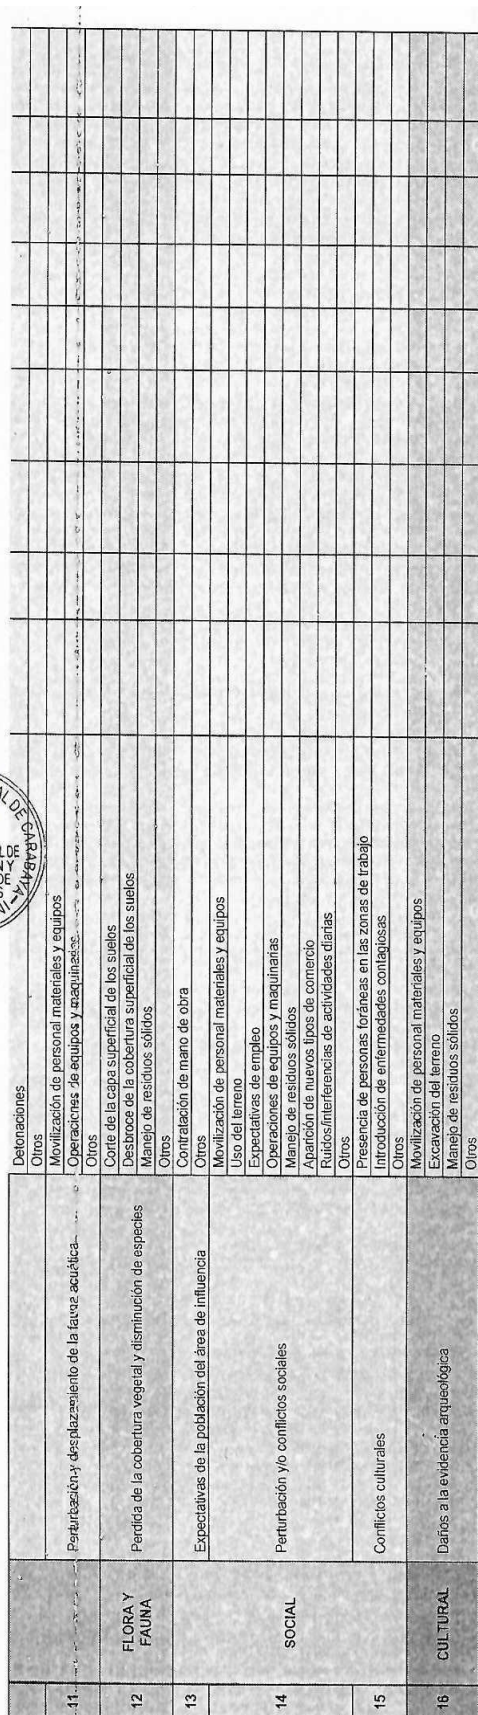 Detonaciones
Otros
11 Perturbación y desplazamiento de la fauna acuática
Movilización de personal materiales y equipos
Operaciones de equipos y maquinarias
Otros
FLORA Y FAUNA
12 Perdida de la cobertura vegetal y disminución de especies
Corte de la capa superficial de los suelos
Desbroce de la cobertura superficial de los suelos
Manejo de residuos sólidos
Otros
SOCIAL
13 Expectativas de la población del área de influencia
Contratación de mano de obra
Otros
14 Perturbación y/o conflictos sociales
Movilización de personal materiales y equipos
Uso del terreno
Expectativas de empleo
Operaciones de equipos y maquinarias
Manejo de residuos sólidos
Aparición de nuevos tipos de comercio
Ruidos/interferencias de actividades diarias
Otros
15 Conflictos culturales
Presencia de personas foráneas en las zonas de trabajo
Introducción de enfermedades contagiosas
Otros
16 CULTURAL
Daños a la evidencia arqueológica
Movilización de personal materiales y equipos
Excavación del terreno
Manejo de residuos sólidos
Otros
DE CARABAYA